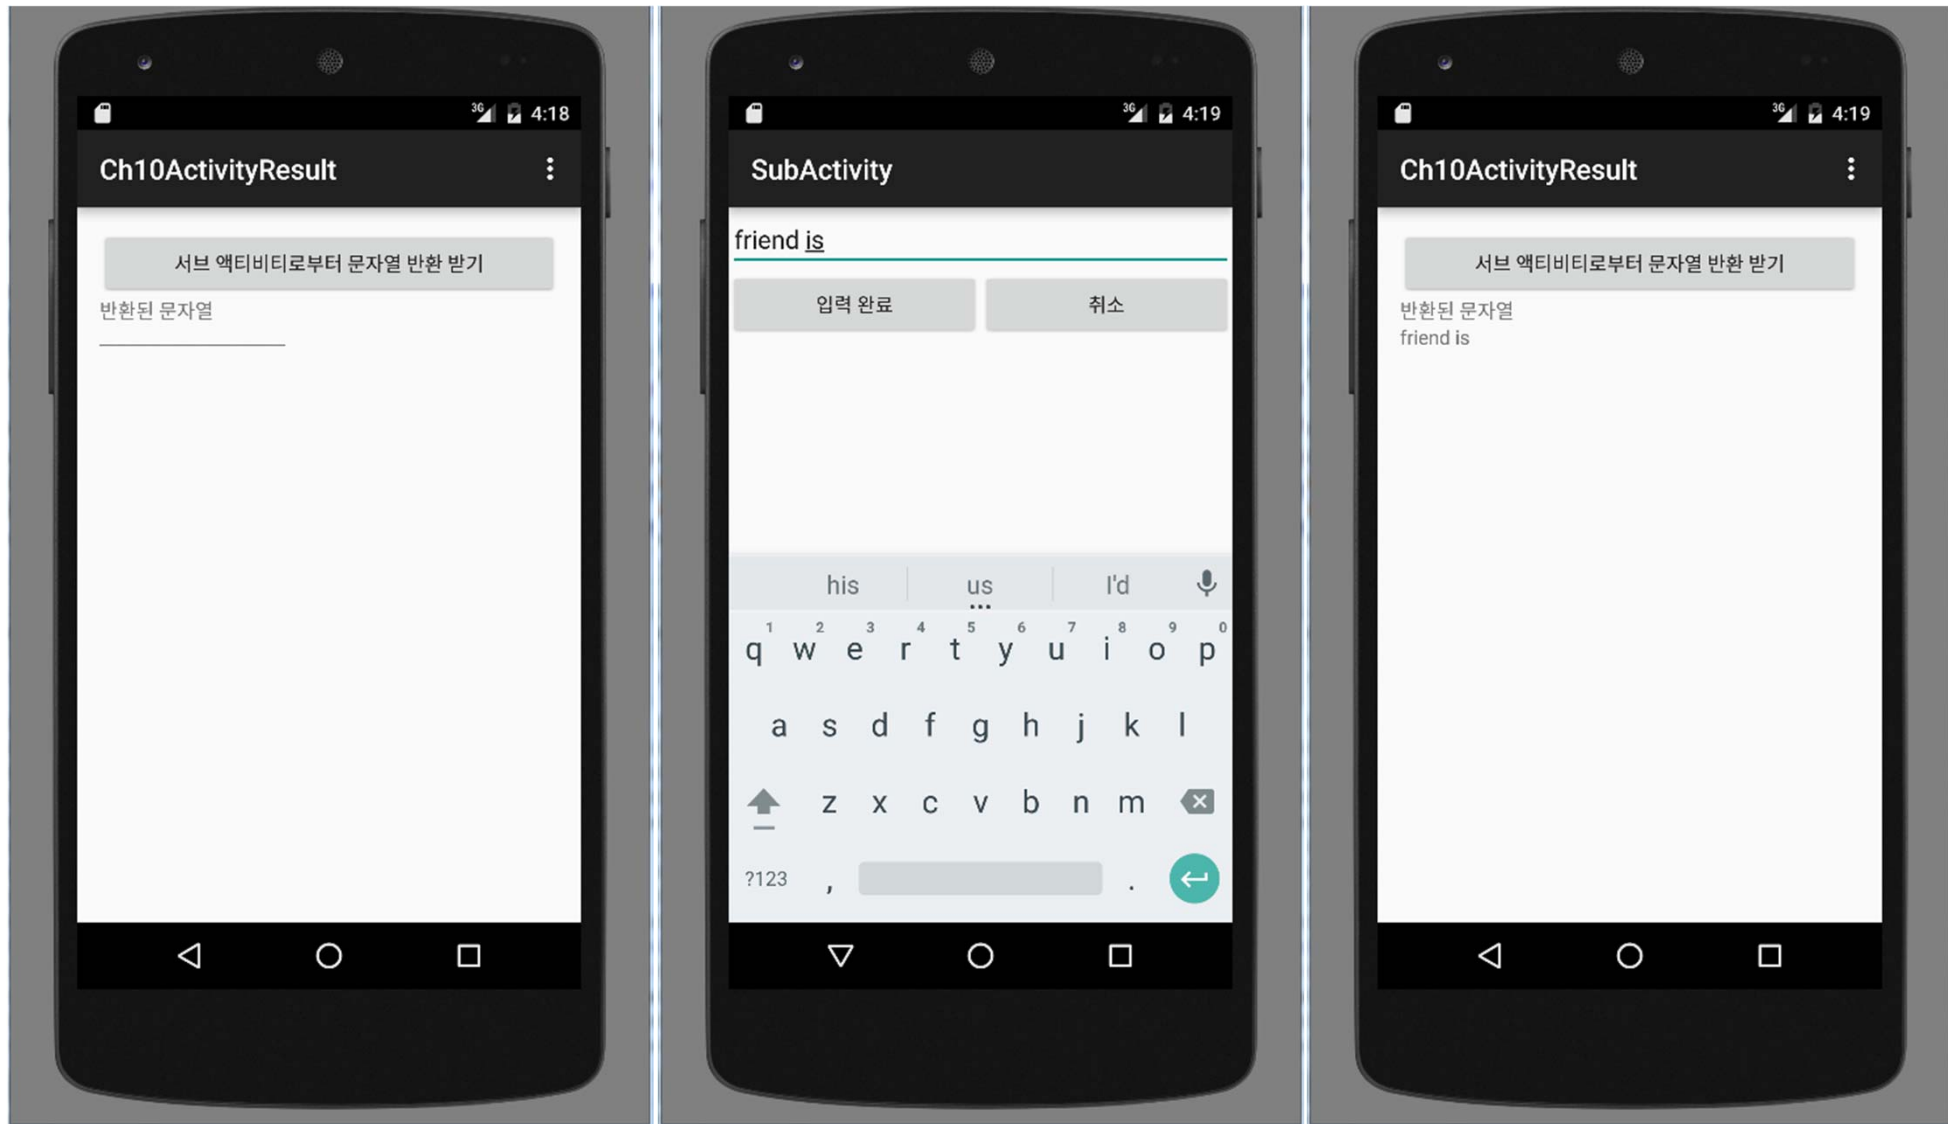 3G 4:18
Ch10ActivityResult
서브 액티비티로부터 문자열 반환 받기
반환된 문자열
3G 4:19
SubActivity
friend is
입력 완료 취소
his us I'd
1 2 3 4 5 6 7 8 9 0
q w e r t y u i o p
a s d f g h j k l
z x c v b n m
?123 , .
3G 4:19
Ch10ActivityResult
서브 액티비티로부터 문자열 반환 받기
반환된 문자열
friend is